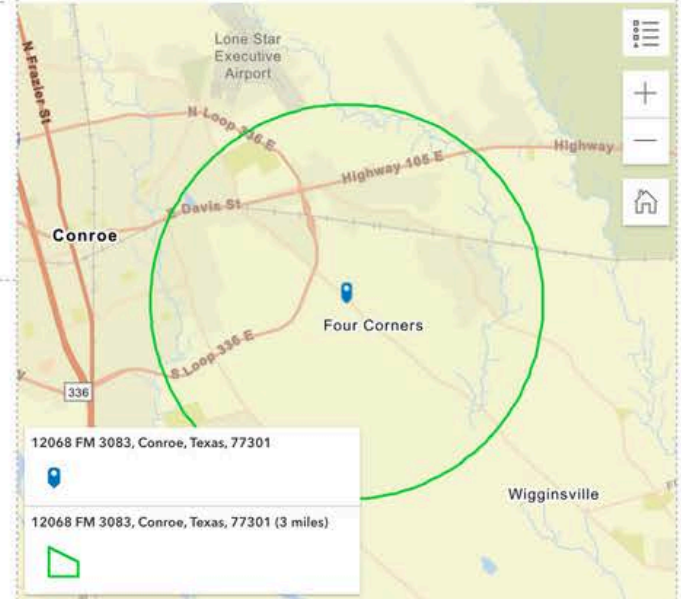 Lone Star
Executive
Airport
N Frazier St
N Loop 336 E
Highway 105 E
Highway
E Davis St
Conroe
Four Corners
S Loop 336 E
336
12068 FM 3083, Conroe, Texas, 77301
Wigginsville
12068 FM 3083, Conroe, Texas, 77301 (3 miles)